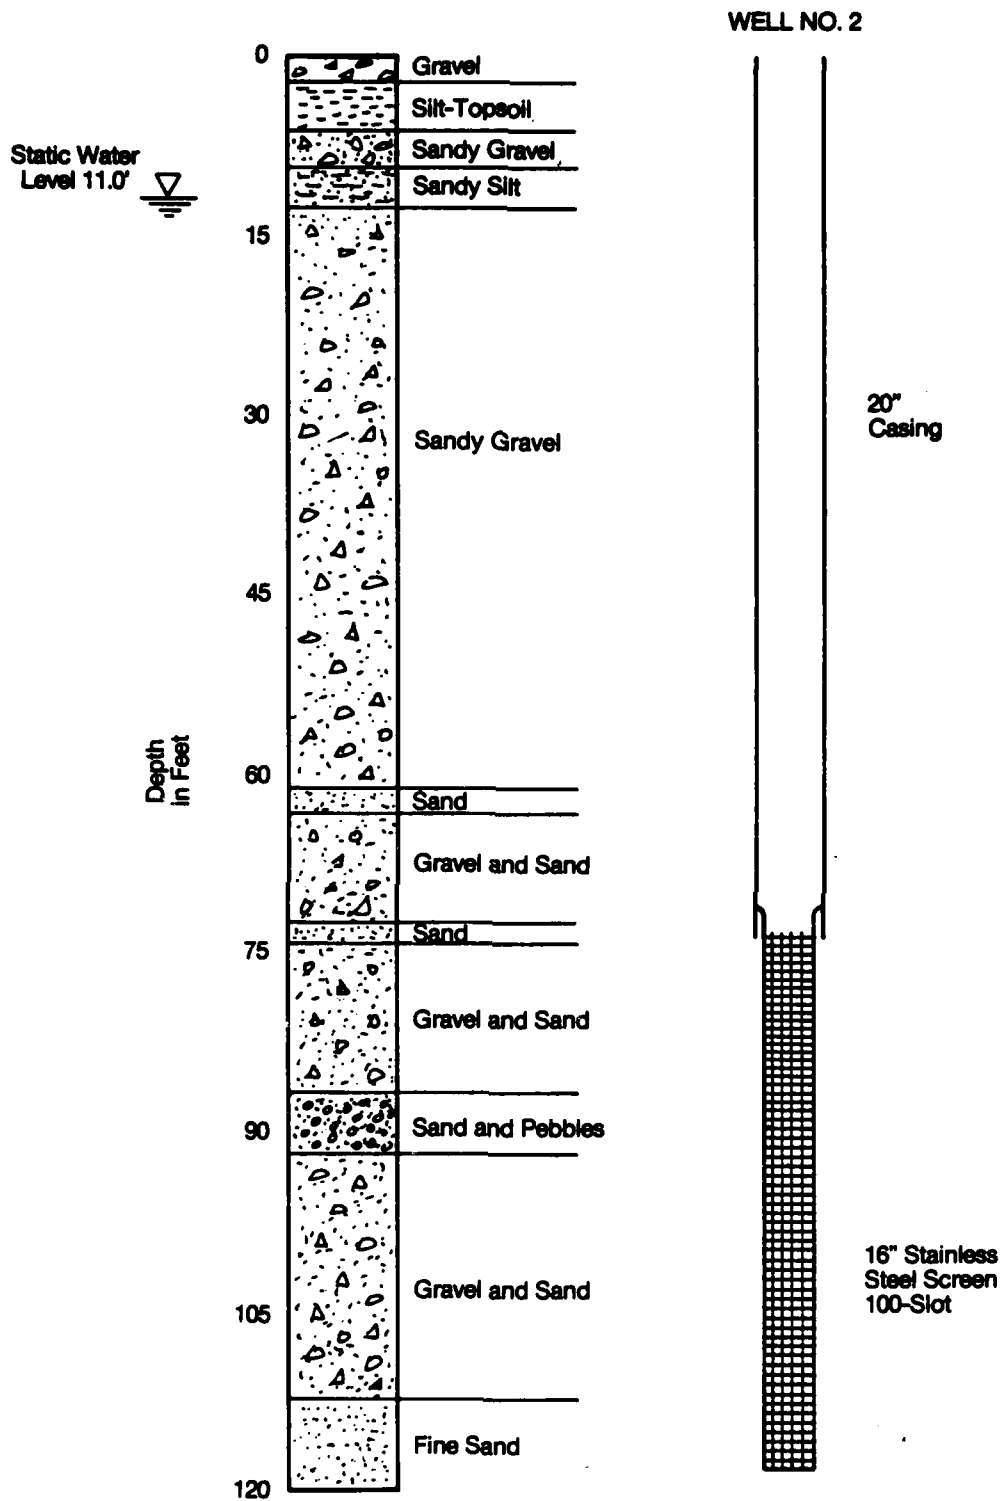 WELL NO. 2
0
Gravel
Silt-Topsoil
Sandy Gravel
Static Water
Level 11.0'
Sandy Silt
15
30
20"
Casing
Sandy Gravel
45
Depth
in Feet
60
Sand
Gravel and Sand
Sand
75
Gravel and Sand
90
Sand and Pebbles
16" Stainless
Steel Screen
100-Slot
Gravel and Sand
105
Fine Sand
120